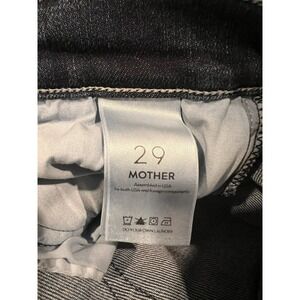 29
MOTHER
Assembled in USA
DO YOUR OWN LAUNDRY